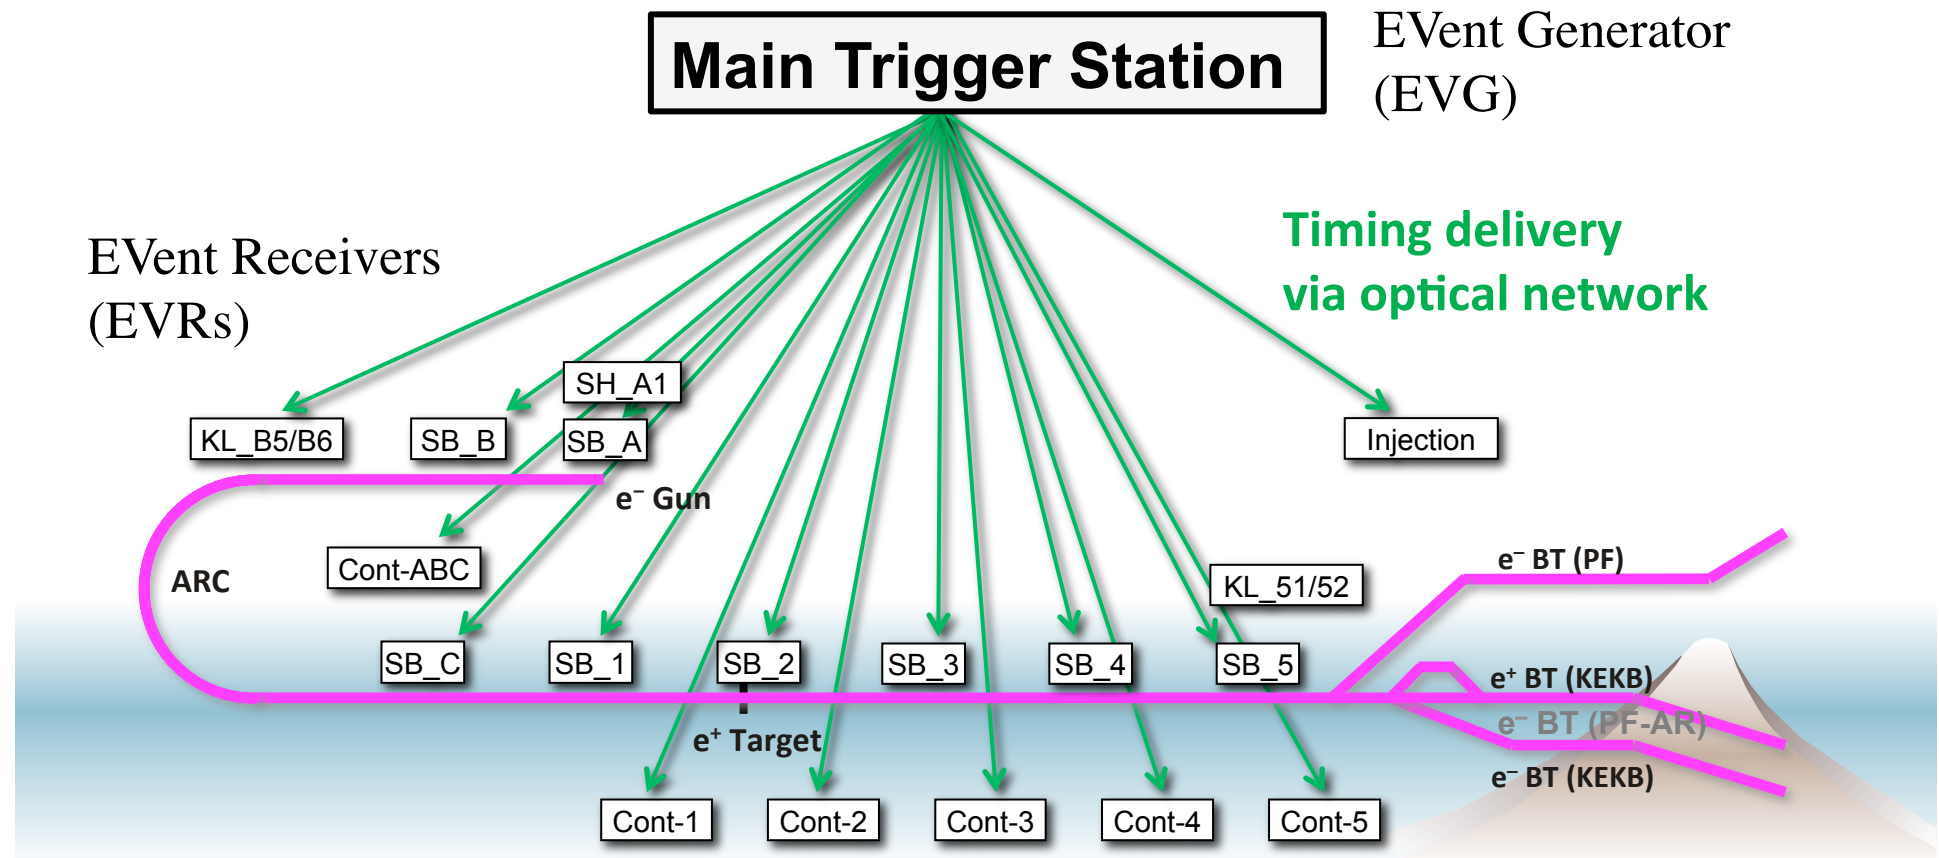 Main Trigger Station
EVent Generator
(EVG)
Timing delivery
via optical network
EVent Receivers
(EVRs)
SH_A1
KL_B5/B6
SB_B
SB_A
Injection
e⁻ Gun
Cont-ABC
ARC
e⁻ BT (PF)
KL_51/52
SB_C
SB_1
SB_2
SB_3
SB_4
SB_5
e⁺ BT (KEKB)
e⁻ BT (PF-AR)
e⁺ Target
e⁻ BT (KEKB)
Cont-1
Cont-2
Cont-3
Cont-4
Cont-5